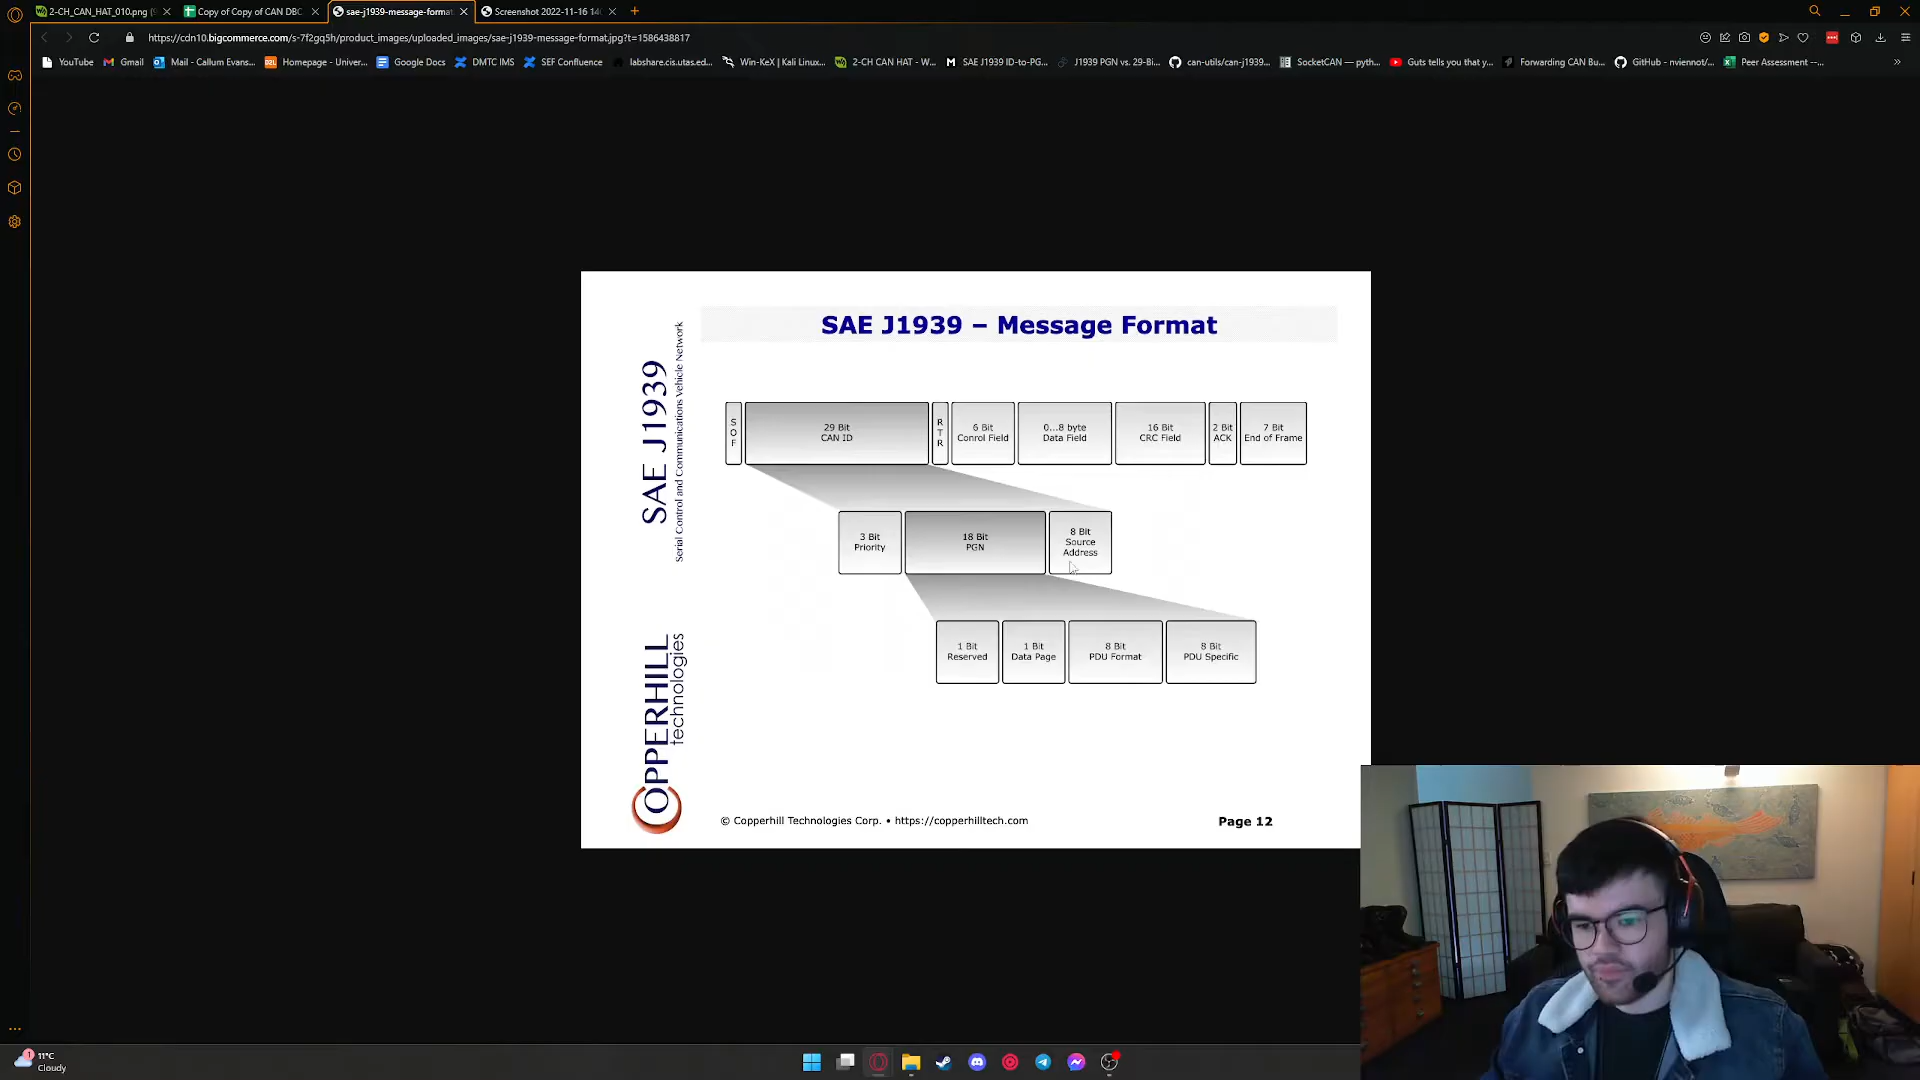 2-CH_CAN_HAT_010.png (9
Copy of Copy of CAN DBC
sae-j1939-message-format
Screenshot 2022-11-16 14
https://cdn10.bigcommerce.com/s-7f2gq5h/product_images/uploaded_images/sae-j1939-message-format.jpg?t=1586438817
YouTube
Gmail
Mail - Callum Evans...
Homepage - Univer...
Google Docs
DMTC IMS
SEF Confluence
labshare.cis.utas.ed...
Win-KeX | Kali Linux...
2-CH CAN HAT - W...
SAE J1939 ID-to-PG...
J1939 PGN vs. 29-Bi...
can-utils/can-j1939...
SocketCAN — pyth...
Guts tells you that y...
Forwarding CAN Bu...
GitHub - nviennot/...
Peer Assessment --...
SAE J1939 – Message Format
SAE J1939
Serial Control and Communications Vehicle Network
SOF
29 Bit
CAN ID
RTR
6 Bit
Conrol Field
0...8 byte
Data Field
16 Bit
CRC Field
2 Bit
ACK
7 Bit
End of Frame
3 Bit
Priority
18 Bit
PGN
8 Bit
Source
Address
1 Bit
Reserved
1 Bit
Data Page
8 Bit
PDU Format
8 Bit
PDU Specific
COPPERHILL
technologies
© Copperhill Technologies Corp. • https://copperhilltech.com
Page 12
1
11°C
Cloudy